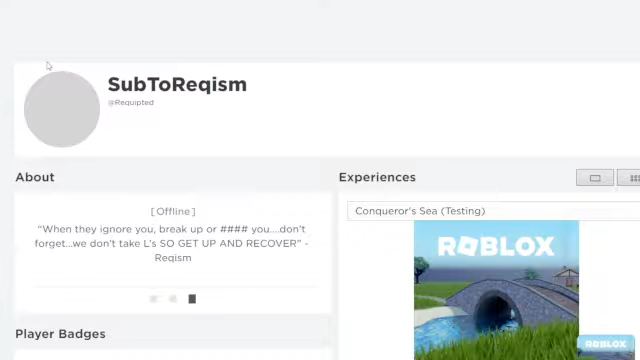 SubToReqism
@Requipted
About
[ Offline ]
“When they ignore you, break up or #### you....don't
forget...we don't take L's SO GET UP AND RECOVER” -
Reqism
Player Badges
Experiences
Conqueror's Sea (Testing)
ROBLOX
ROBLOX